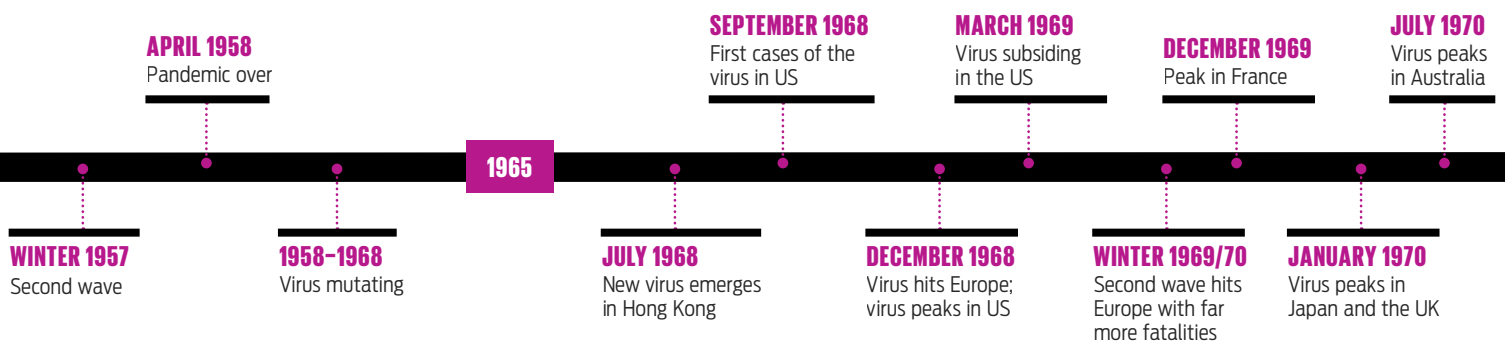 WINTER 1957
Second wave
APRIL 1958
Pandemic over
1958–1968
Virus mutating
1965
JULY 1968
New virus emerges
in Hong Kong
SEPTEMBER 1968
First cases of the
virus in US
DECEMBER 1968
Virus hits Europe;
virus peaks in US
MARCH 1969
Virus subsiding
in the US
WINTER 1969/70
Second wave hits
Europe with far
more fatalities
DECEMBER 1969
Peak in France
JANUARY 1970
Virus peaks in
Japan and the UK
JULY 1970
Virus peaks
in Australia